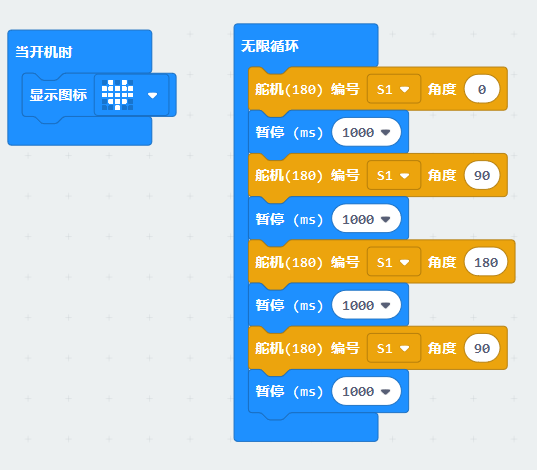 当开机时
显示图标
无限循环
舵机(180) 编号 S1 角度 0
暂停 (ms) 1000
舵机(180) 编号 S1 角度 90
暂停 (ms) 1000
舵机(180) 编号 S1 角度 180
暂停 (ms) 1000
舵机(180) 编号 S1 角度 90
暂停 (ms) 1000